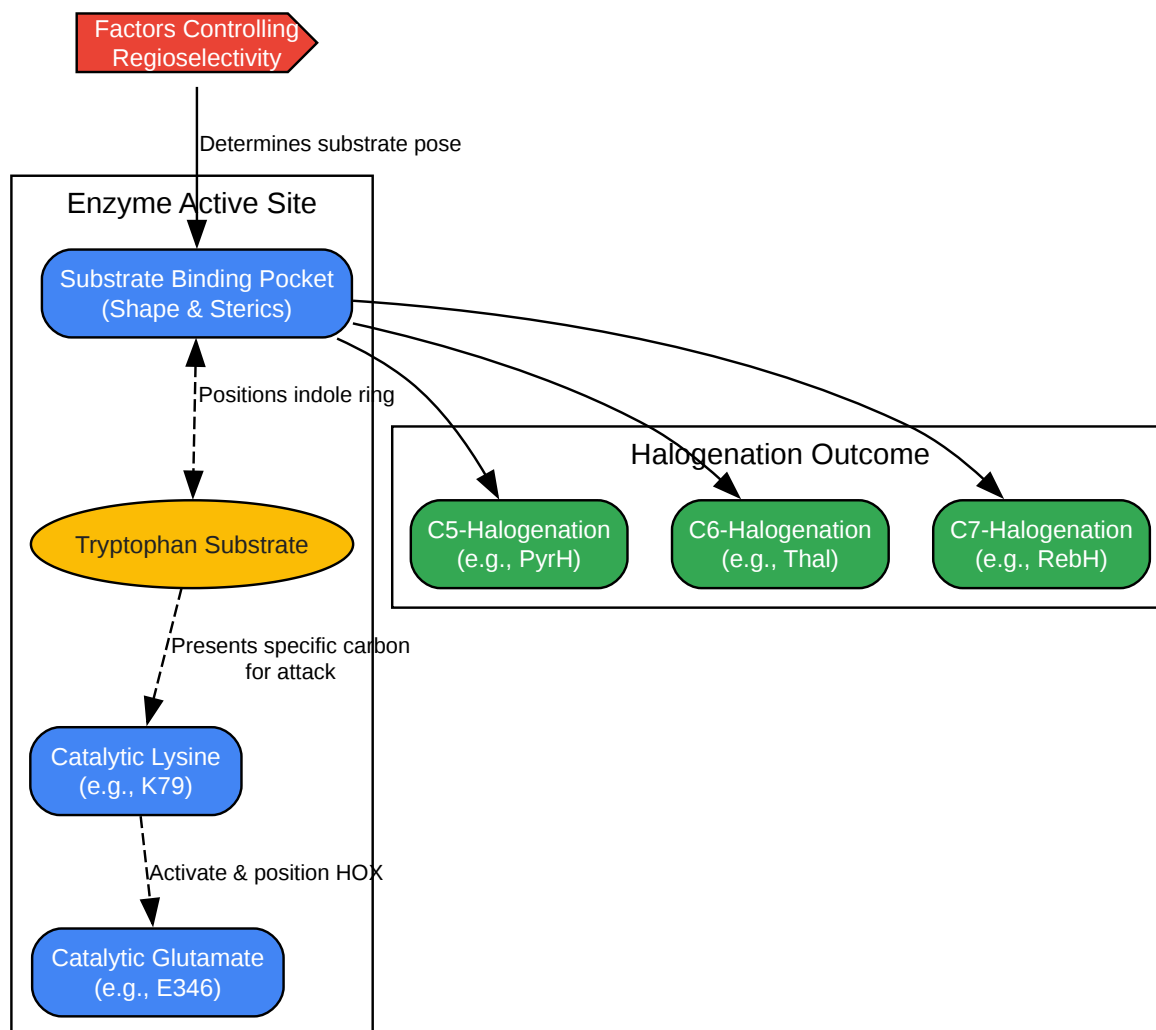 Factors Controlling
Regioselectivity
Determines substrate pose
Enzyme Active Site
Substrate Binding Pocket
(Shape & Sterics)
Positions indole ring
Halogenation Outcome
C5-Halogenation
(e.g., PyrH)
C6-Halogenation
(e.g., Thal)
C7-Halogenation
(e.g., RebH)
Tryptophan Substrate
Presents specific carbon
for attack
Catalytic Lysine
(e.g., K79)
Activate & position HOX
Catalytic Glutamate
(e.g., E346)